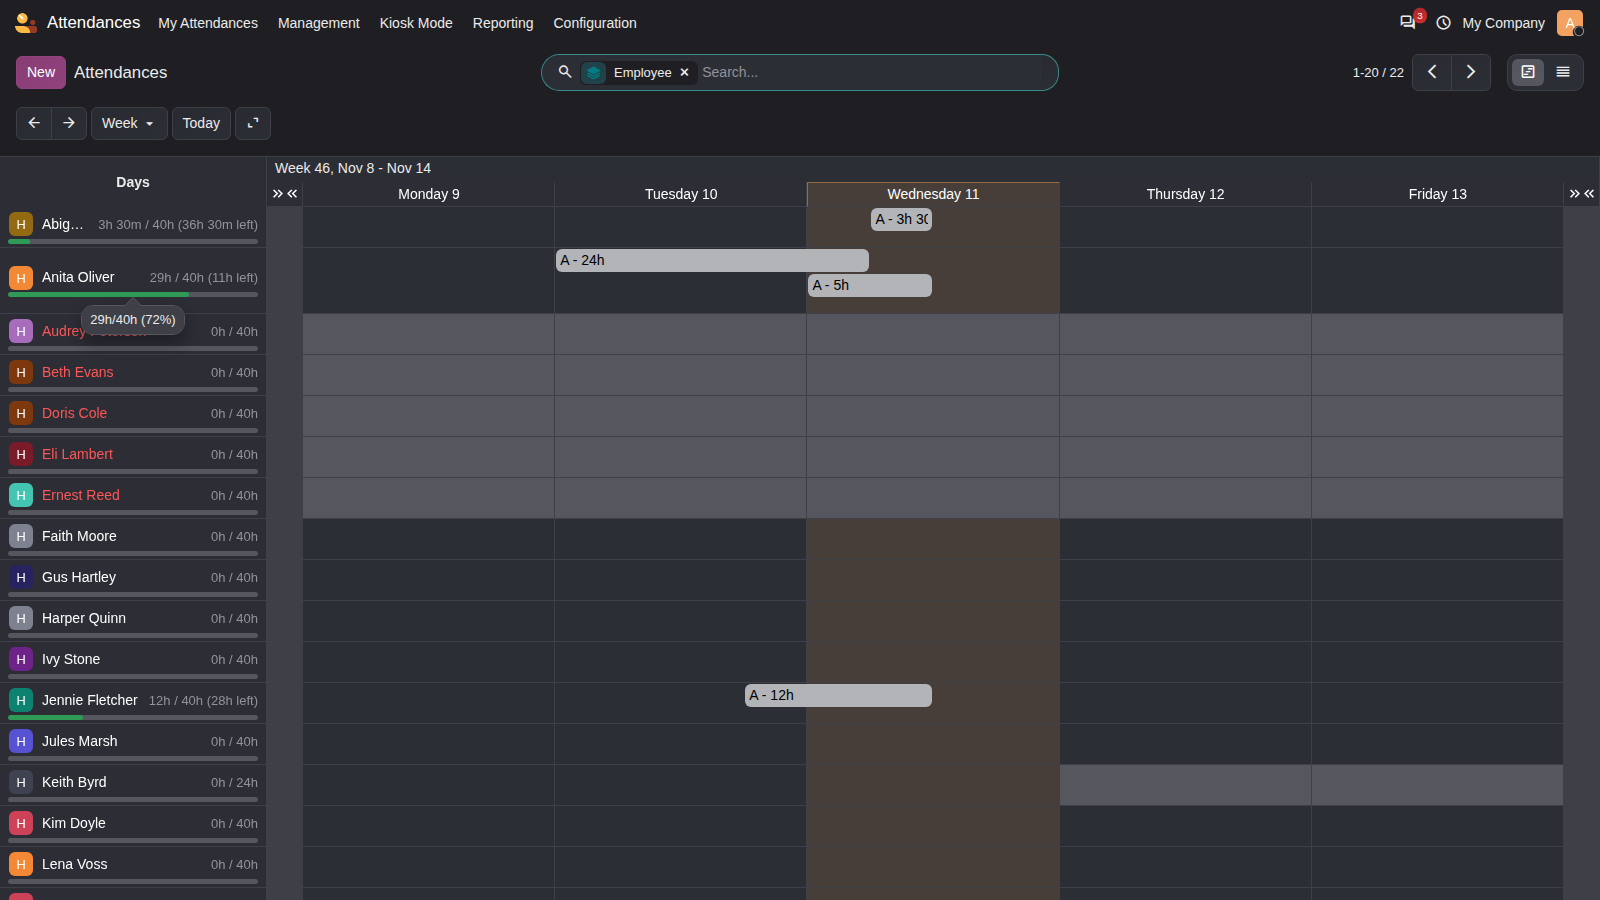 Attendances My Attendances Management Kiosk Mode Reporting Configuration 3 My Company A
New Attendances Employee Search... 1-20 / 22
Week Today
Days Week 46, Nov 8 - Nov 14
Monday 9 Tuesday 10 Wednesday 11 Thursday 12 Friday 13
H Abig... 3h 30m / 40h (36h 30m left) A - 3h 30
A - 24h
H Anita Oliver 29h / 40h (11h left) A - 5h
29h/40h (72%)
H Audrey 0h / 40h
H Beth Evans 0h / 40h
H Doris Cole 0h / 40h
H Eli Lambert 0h / 40h
H Ernest Reed 0h / 40h
H Faith Moore 0h / 40h
H Gus Hartley 0h / 40h
H Harper Quinn 0h / 40h
H Ivy Stone 0h / 40h
H Jennie Fletcher 12h / 40h (28h left) A - 12h
H Jules Marsh 0h / 40h
H Keith Byrd 0h / 24h
H Kim Doyle 0h / 40h
H Lena Voss 0h / 40h